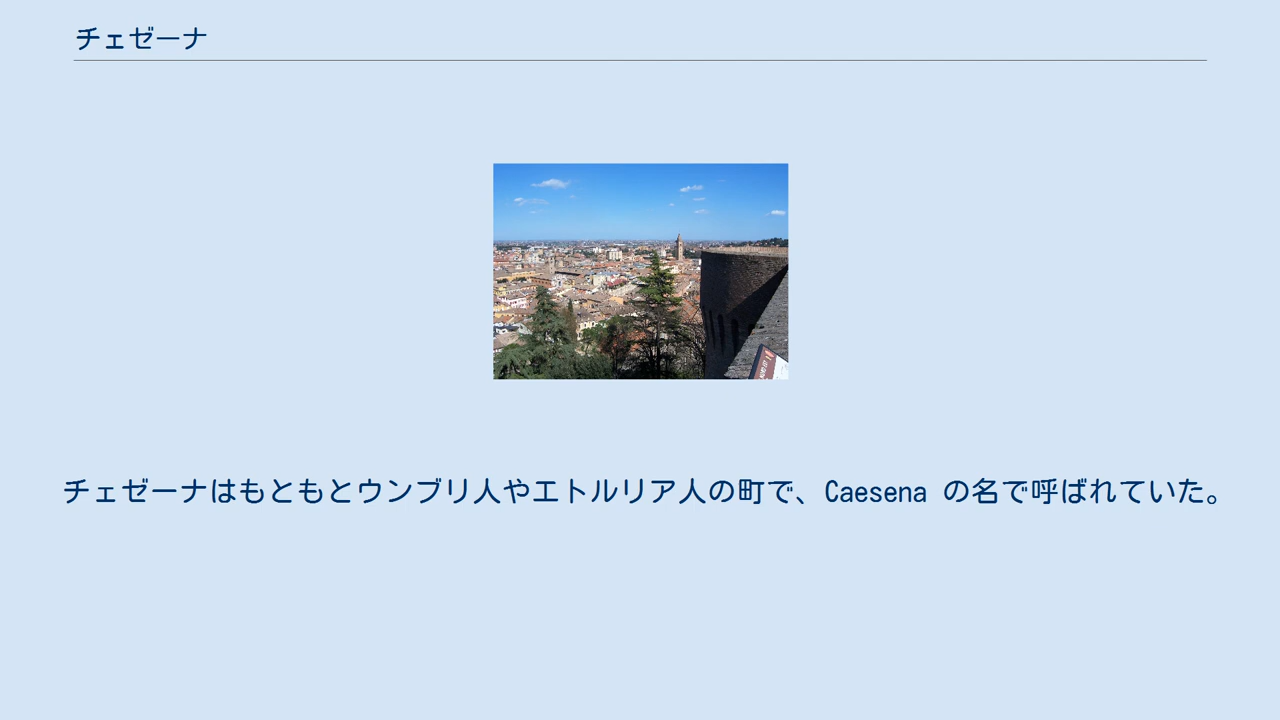 チェゼーナ
チェゼーナはもともとウンブリ人やエトルリア人の町で、Caesena の名で呼ばれていた。